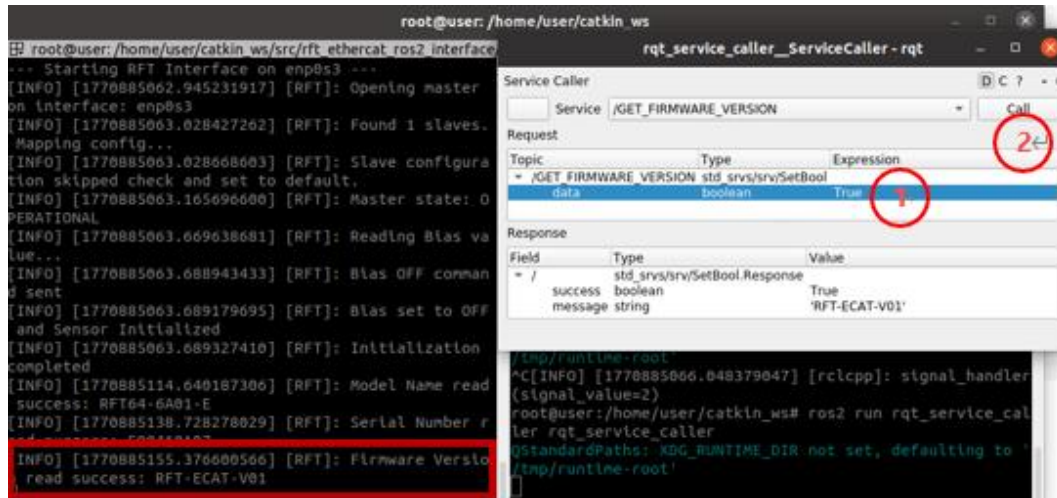 root@user: /home/user/catkin_ws
root@user: /home/user/catkin_ws/src/rft_ethercat_ros2_interface
--- Starting RFT Interface on enp0s3 ---
[INFO] [1770885062.945231917] [RFT]: Opening master
on interface: enp0s3
[INFO] [1770885063.028427262] [RFT]: Found 1 slaves.
Mapping config...
[INFO] [1770885063.028668603] [RFT]: Slave configura
tion skipped check and set to default.
[INFO] [1770885063.165696600] [RFT]: Master state: O
PERATIONAL
[INFO] [1770885063.669638681] [RFT]: Reading Bias va
lue...
[INFO] [1770885063.688943433] [RFT]: Bias OFF comman
d sent
[INFO] [1770885063.689179695] [RFT]: Bias set to OFF
and Sensor Initialized
[INFO] [1770885063.689327410] [RFT]: Initialization
completed
[INFO] [1770885114.640187306] [RFT]: Model Name read
success: RFT64-6A01-E
[INFO] [1770885138.728278029] [RFT]: Serial Number r
INFO] [1770885155.376600566] [RFT]: Firmware Versio
read success: RFT-ECAT-V01
rqt_service_caller__ServiceCaller - rqt
Service Caller
D C ? -
Service /GET_FIRMWARE_VERSION Call
2
Request
Topic Type Expression
/GET_FIRMWARE_VERSION std_srvs/srv/SetBool
data boolean True
1
Response
Field Type Value
/ std_srvs/srv/SetBool.Response
success boolean True
message string 'RFT-ECAT-V01'
/tmp/runtime-root'
^C[INFO] [1770885066.048379047] [rclcpp]: signal_handler
(signal_value=2)
root@user:/home/user/catkin_ws# ros2 run rqt_service_cal
ler rqt_service_caller
QStandardPaths: XDG_RUNTIME_DIR not set, defaulting to '
/tmp/runtime-root'